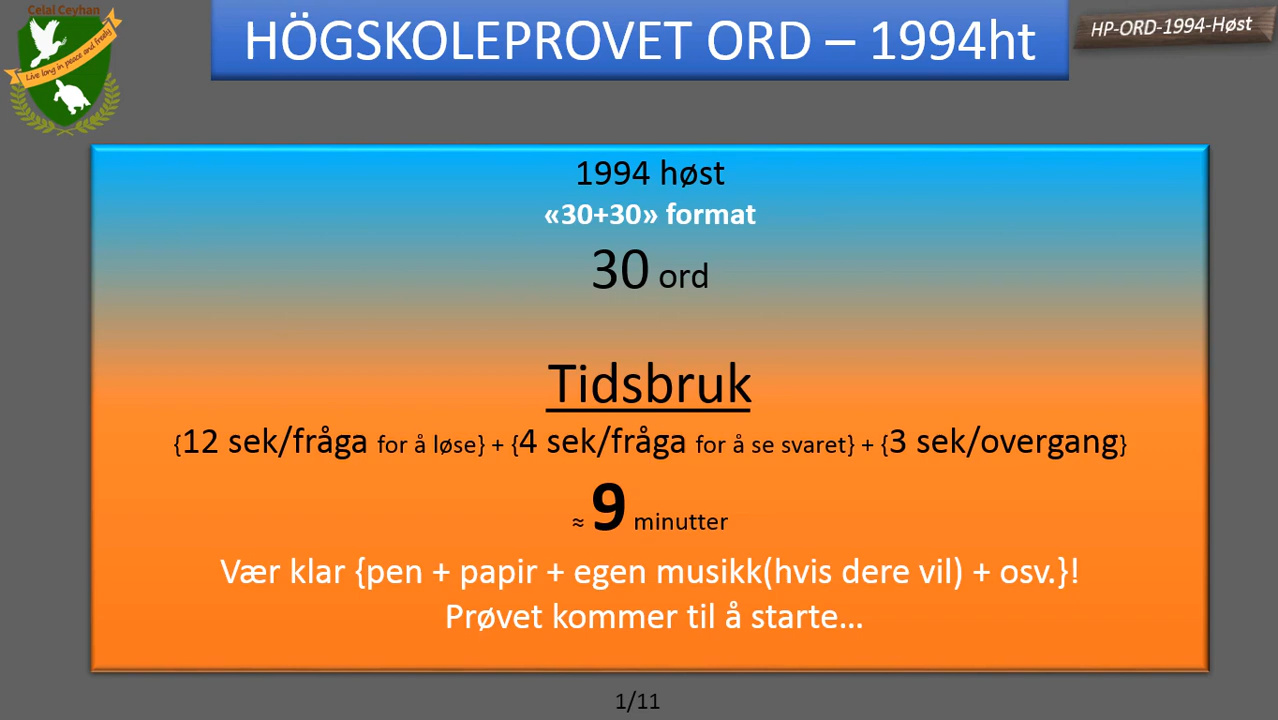 Celal Ceyhan
Live long in peace and freely
HÖGSKOLEPROVET ORD – 1994ht
HP-ORD-1994-Høst
1994 høst
«30+30» format
30 ord
Tidsbruk
{12 sek/fråga for å løse} + {4 sek/fråga for å se svaret} + {3 sek/overgang}
≈ 9 minutter
Vær klar {pen + papir + egen musikk(hvis dere vil) + osv.}!
Prøvet kommer til å starte…
1/11